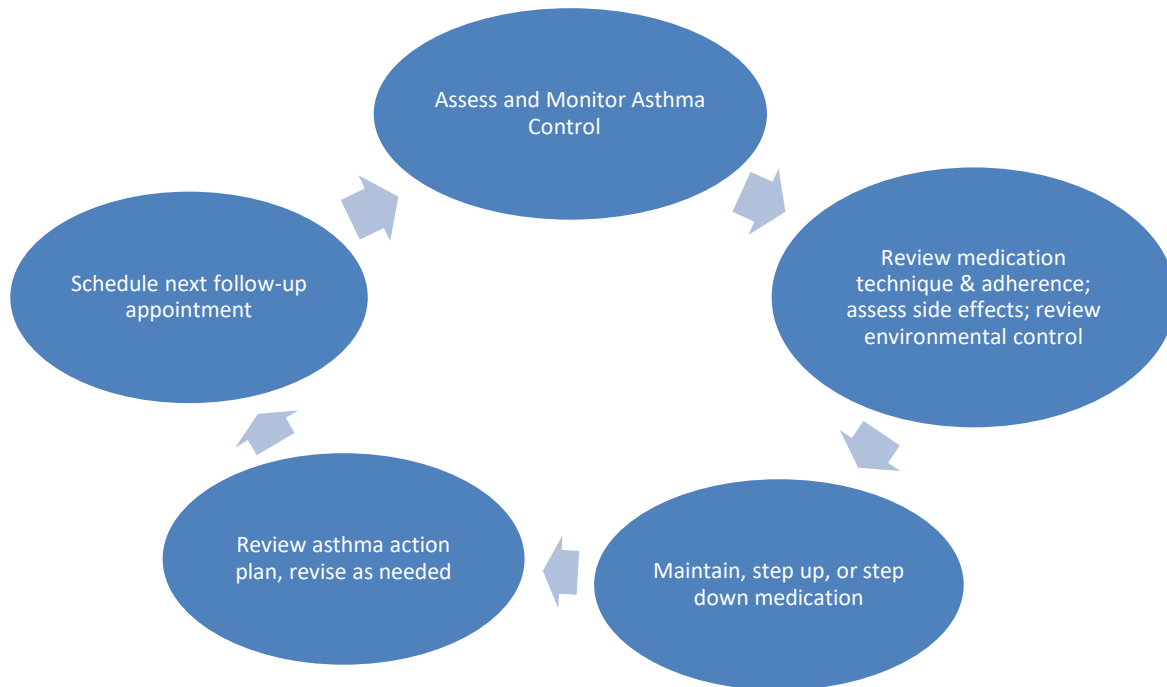 Assess and Monitor Asthma
Control
Review medication
technique & adherence;
assess side effects; review
environmental control
Maintain, step up, or step
down medication
Review asthma action
plan, revise as needed
Schedule next follow-up
appointment